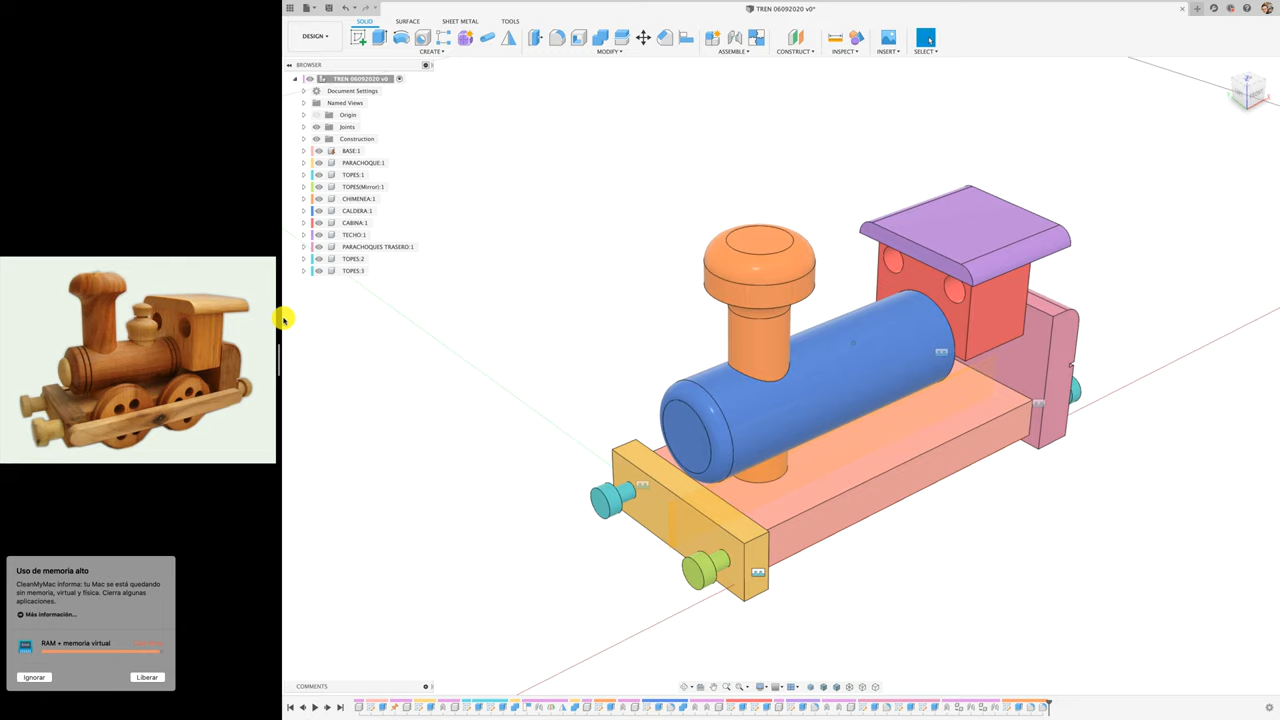 TREN 06092020 v0*
DESIGN
SOLID
SURFACE
SHEET METAL
TOOLS
CREATE
MODIFY
ASSEMBLE
CONSTRUCT
INSPECT
INSERT
SELECT
BROWSER
TREN 06092020 v0
Document Settings
Named Views
Origin
Joints
Construction
BASE:1
PARACHOQUE:1
TOPES:1
TOPES(Mirror):1
CHIMENEA:1
CALDERA:1
CABINA:1
TECHO:1
PARACHOQUES TRASERO:1
TOPES:2
TOPES:3
Uso de memoria alto
CleanMyMac informa: tu Mac se está quedando
sin memoria, virtual y física. Cierra algunas
aplicaciones.
Más información...
RAM + memoria virtual
Ignorar
Liberar
COMMENTS